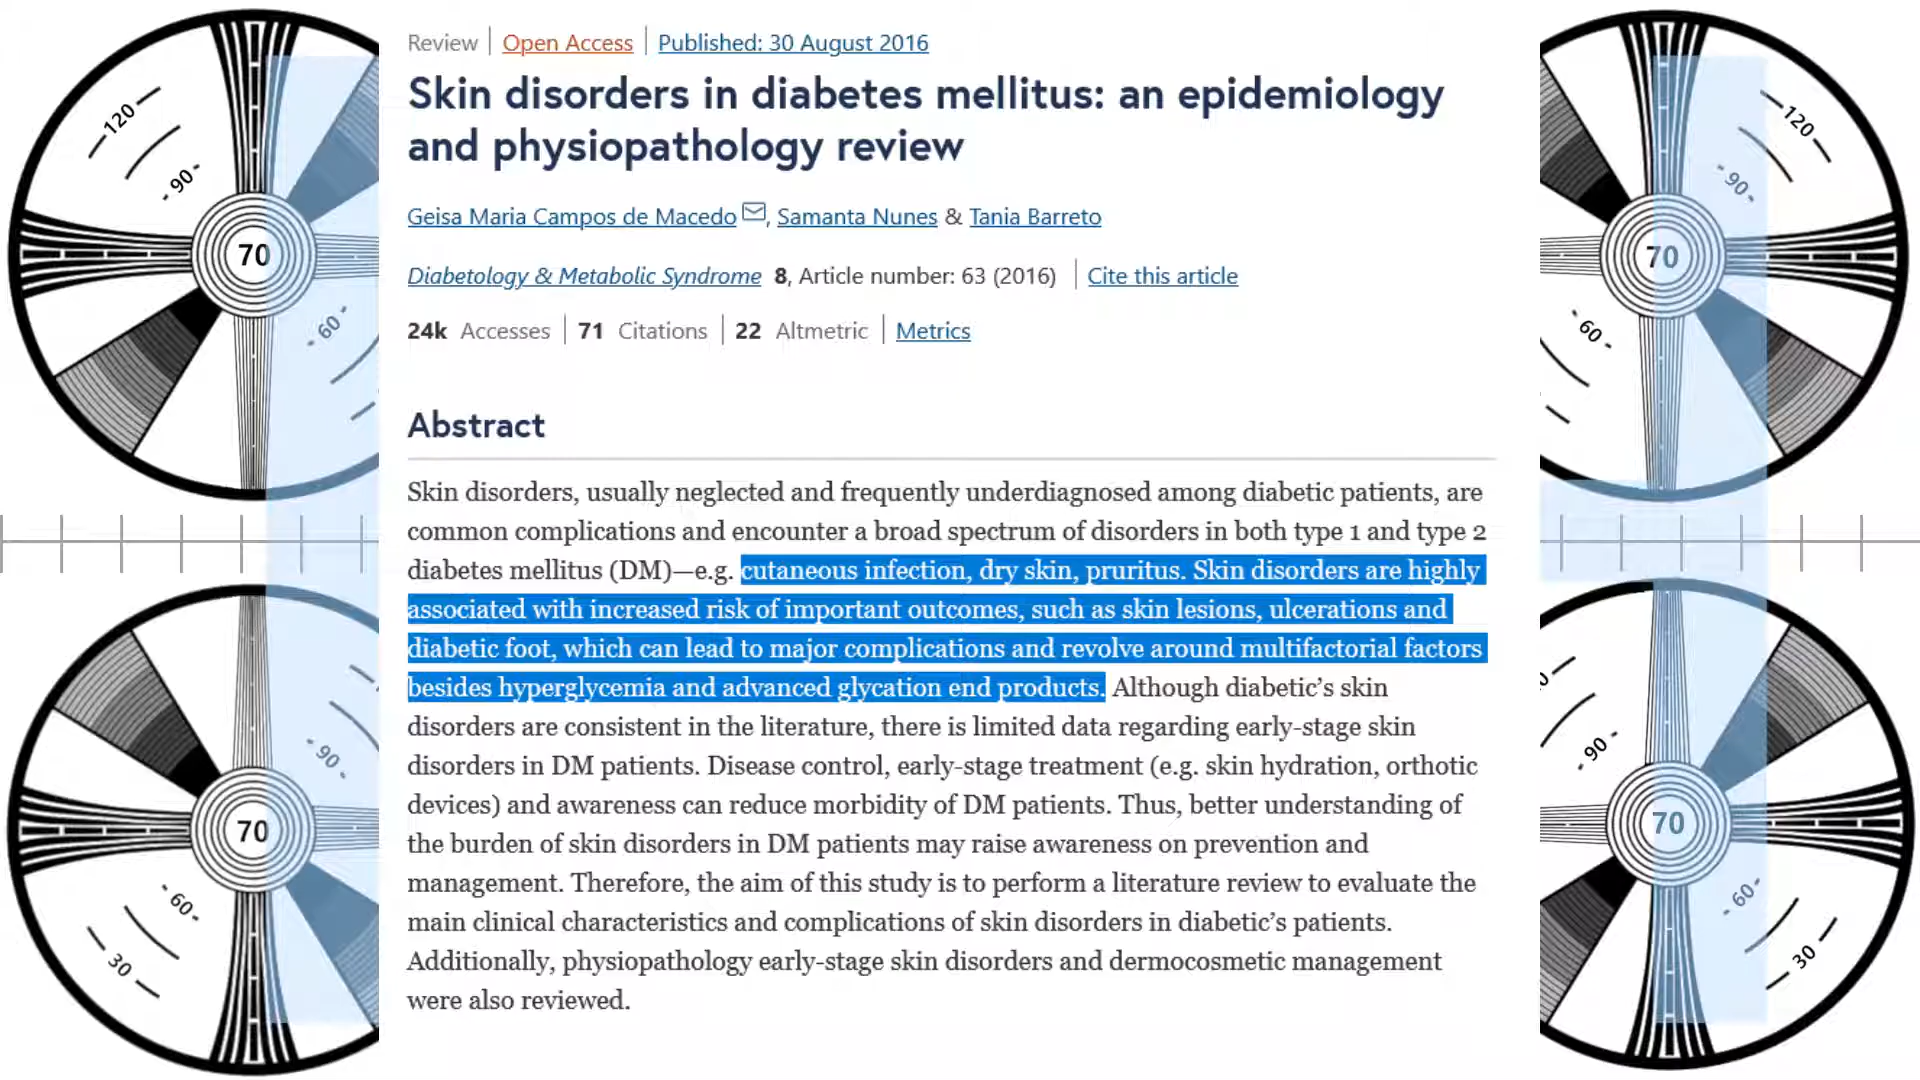 Review Open Access Published: 30 August 2016
Skin disorders in diabetes mellitus: an epidemiology
and physiopathology review
Geisa Maria Campos de Macedo, Samanta Nunes & Tania Barreto
Diabetology & Metabolic Syndrome 8, Article number: 63 (2016) Cite this article
24k Accesses 71 Citations 22 Altmetric Metrics
Abstract
Skin disorders, usually neglected and frequently underdiagnosed among diabetic patients, are
common complications and encounter a broad spectrum of disorders in both type 1 and type 2
diabetes mellitus (DM)—e.g. cutaneous infection, dry skin, pruritus. Skin disorders are highly
associated with increased risk of important outcomes, such as skin lesions, ulcerations and
diabetic foot, which can lead to major complications and revolve around multifactorial factors
besides hyperglycemia and advanced glycation end products. Although diabetic’s skin
disorders are consistent in the literature, there is limited data regarding early-stage skin
disorders in DM patients. Disease control, early-stage treatment (e.g. skin hydration, orthotic
devices) and awareness can reduce morbidity of DM patients. Thus, better understanding of
the burden of skin disorders in DM patients may raise awareness on prevention and
management. Therefore, the aim of this study is to perform a literature review to evaluate the
main clinical characteristics and complications of skin disorders in diabetic’s patients.
Additionally, physiopathology early-stage skin disorders and dermocosmetic management
were also reviewed.
120
- 90 -
70
- 60 -
120
- 90 -
70
- 60 -
- 90 -
70
- 60 -
30
- 90 -
70
- 60 -
30